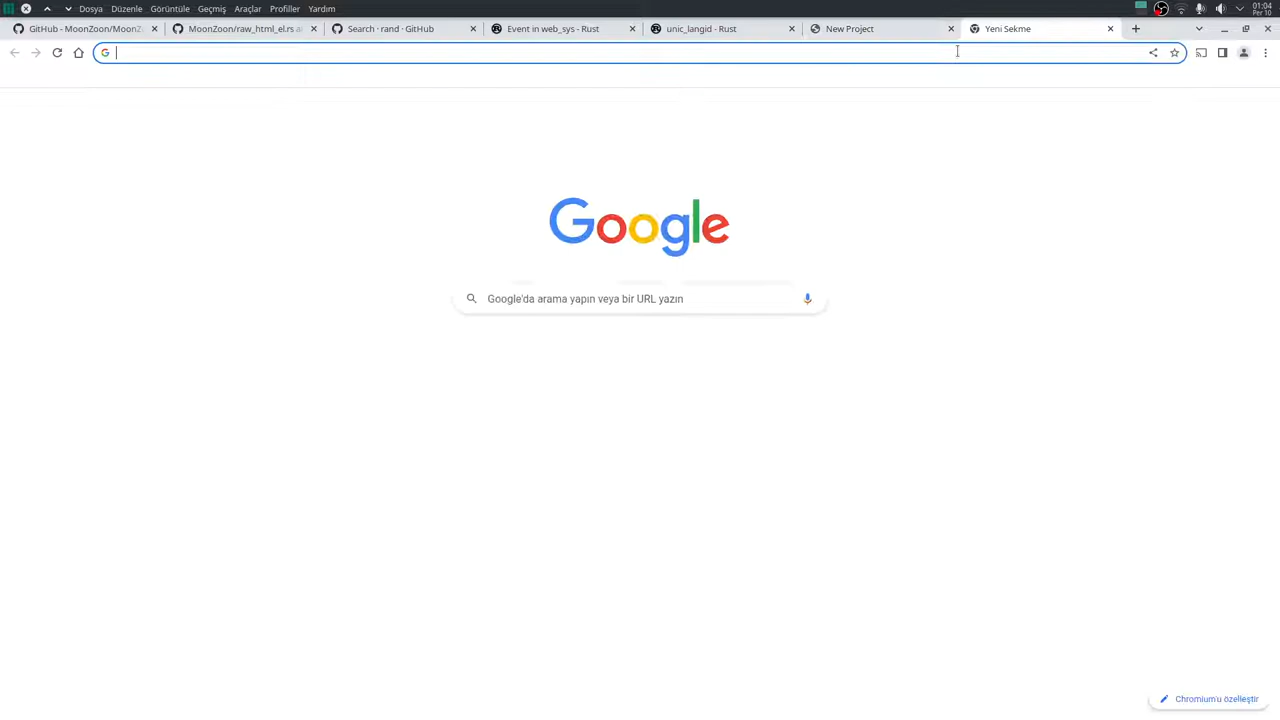 Dosya Düzenle Görüntüle Geçmiş Araçlar Profiller Yardım
01:04
Per 10
GitHub - MoonZoon/MoonZ
MoonZoon/raw_html_el.rs a
Search · rand · GitHub
Event in web_sys - Rust
unic_langid - Rust
New Project
Yeni Sekme
Google
Google'da arama yapın veya bir URL yazın
Chromium'u özelleştir